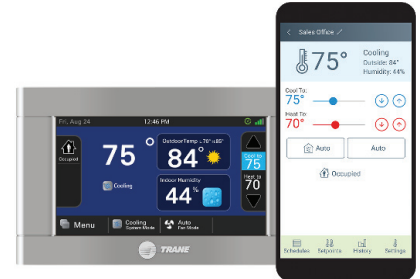 Fri, Aug 24
12:46 PM
Occupied
75°
Cooling
Outdoor Temp
84°
Indoor Humidity
44%
Cool to
75
Heat to
70
Menu
Cooling
System Mode
Auto
Fan Mode
TRANE
Sales Office
75°
Cooling
Outside: 84°
Humidity: 44%
Cool To:
75°
Heat To:
70°
Auto
Auto
Occupied
Schedules
Setpoints
History
Settings